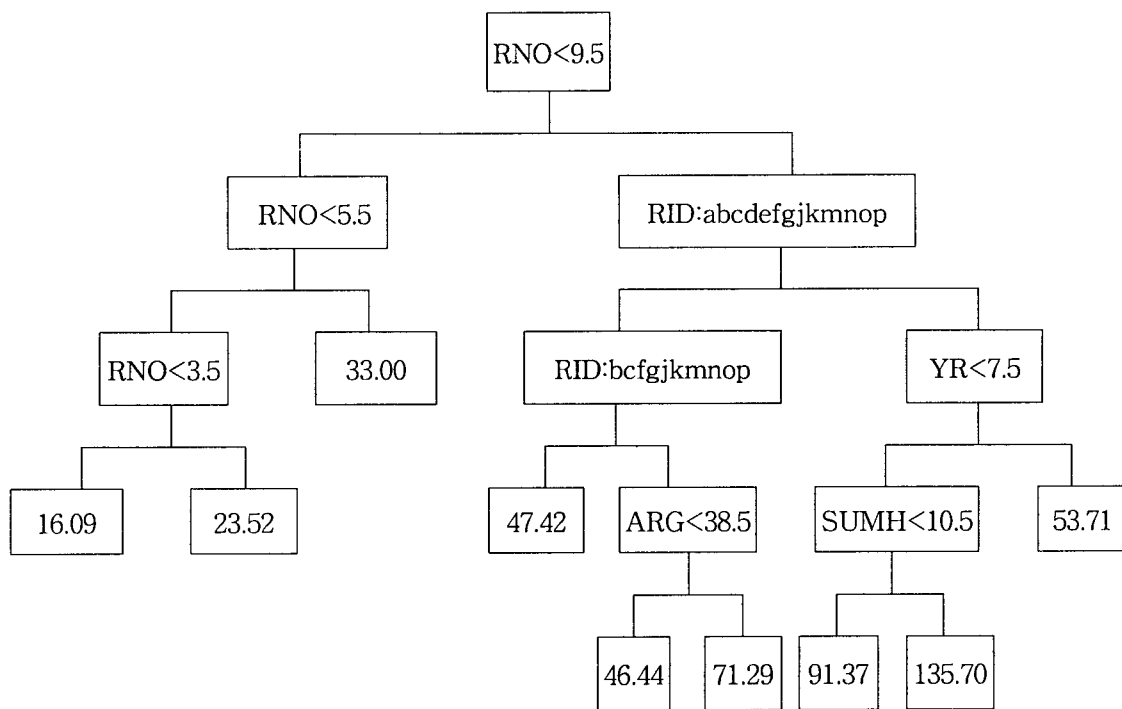 RNO<9.5
RNO<5.5
RID:abcdefgjkmnop
RNO<3.5
33.00
RID:bcfgjkmnop
YR<7.5
16.09
23.52
47.42
ARG<38.5
SUMH<10.5
53.71
46.44
71.29
91.37
135.70